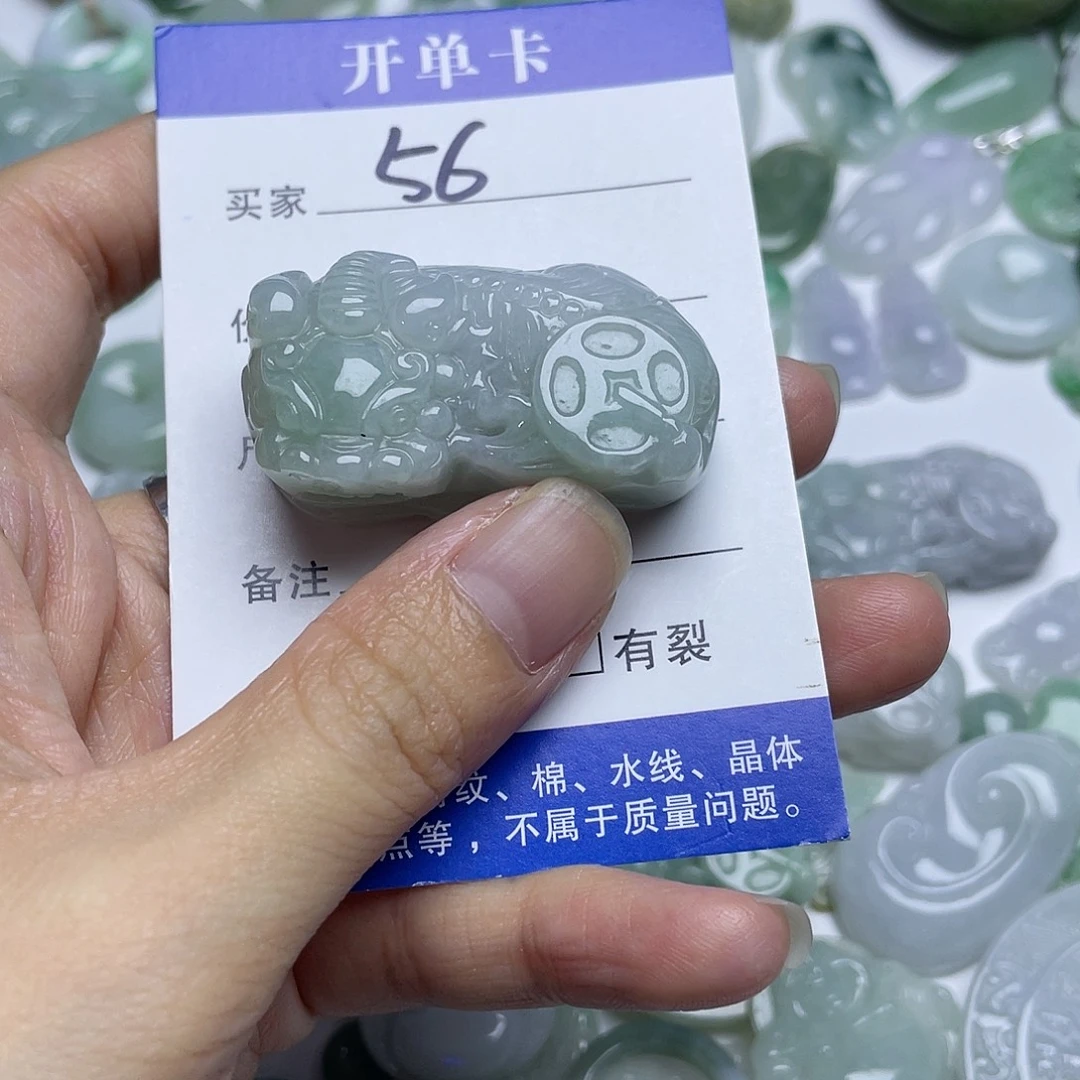 开单卡
买家 56
备注
有裂
纹、棉、水线、晶体
点等，不属于质量问题。